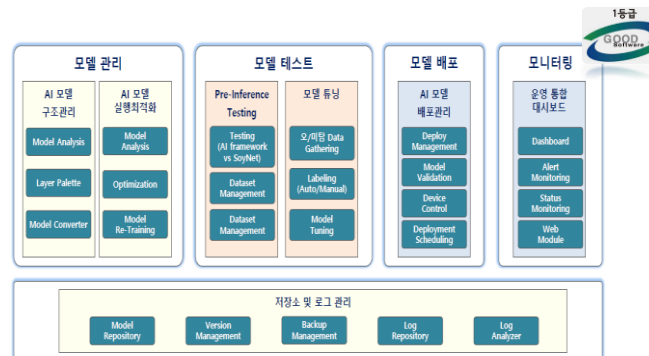 1등급
GOOD
Software
모델 관리
모델 테스트
모델 배포
모니터링
AI 모델
구조관리
AI 모델
실행최적화
Pre-Inference
Testing
모델 튜닝
AI 모델
배포관리
운영 통합
대시보드
Model Analysis
Layer Palette
Model Converter
Model
Analysis
Optimization
Model
Re-Training
Testing
(AI framework
vs SoyNet)
Dataset
Management
Dataset
Management
오/미탐 Data
Gathering
Labeling
(Auto/Manual)
Model
Tuning
Deploy
Management
Model
Validation
Device
Control
Deployment
Scheduling
Dashboard
Alert
Monitoring
Status
Monitoring
Web
Module
저장소 및 로그 관리
Model
Repository
Version
Management
Backup
Management
Log
Repository
Log
Analyzer